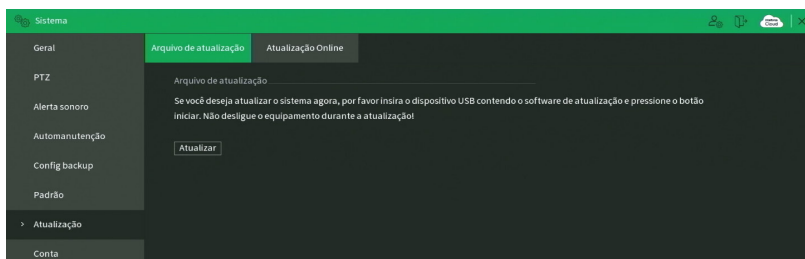 Sistema
Cloud
Geral
Arquivo de atualização
Atualização Online
PTZ
Arquivo de atualização
Alerta sonoro
Se você deseja atualizar o sistema agora, por favor insira o dispositivo USB contendo o software de atualização e pressione o botão
iniciar. Não desligue o equipamento durante a atualização!
Automanutenção
Atualizar
Config backup
Padrão
> Atualização
Conta